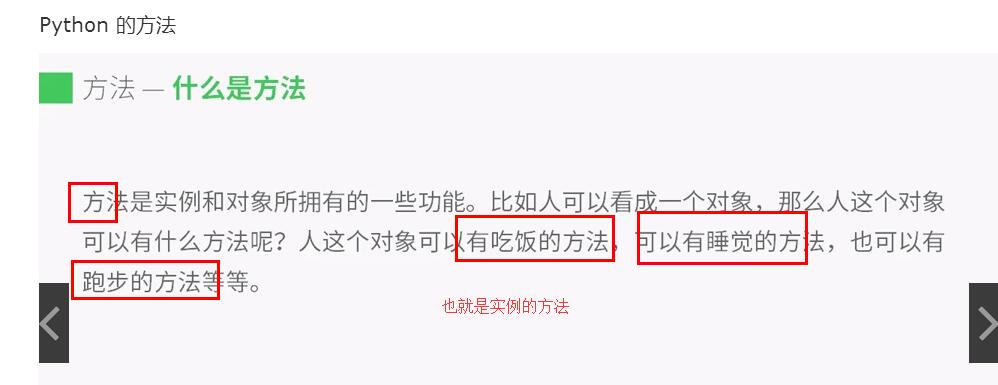 Python 的方法
方法 — 什么是方法
方法是实例和对象所拥有的一些功能。比如人可以看成一个对象，那么人这个对象
可以有什么方法呢？人这个对象可以有吃饭的方法，可以有睡觉的方法，也可以有
跑步的方法等等。
也就是实例的方法